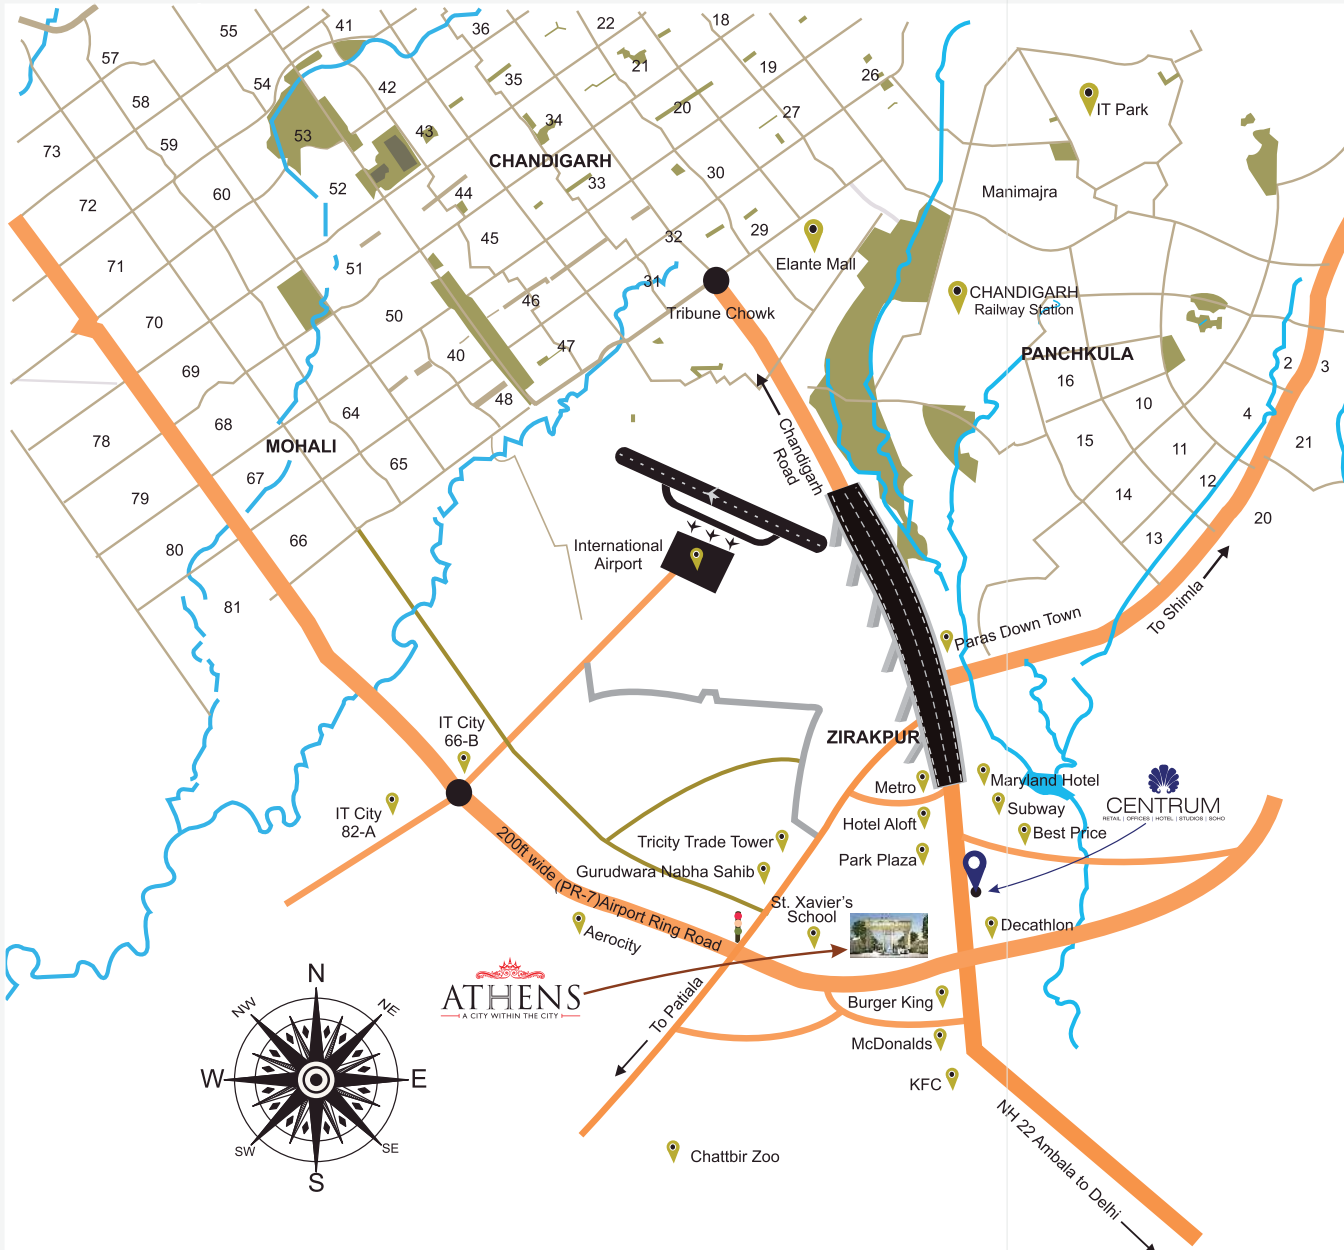 55
41
36
22
18
57
54
42
35
21
19
26
58
43
34
20
27
IT Park
73
59
53
CHANDIGARH
60
52
44
33
30
Manimajra
72
45
32
29
Elante Mall
71
51
46
31
Tribune Chowk
CHANDIGARH
Railway Station
70
50
47
PANCHKULA
69
40
16
2
3
68
64
48
10
4
78
MOHALI
65
15
11
21
67
79
14
12
Chandigarh
Road
80
66
13
20
International
Airport
81
To Shimla
Paras Down Town
IT City
66-B
ZIRAKPUR
Metro
Maryland Hotel
IT City
82-A
Hotel Aloft
Subway
CENTRUM
RETAIL | OFFICES | HOTEL | STUDIOS | SOHO
Best Price
Tricity Trade Tower
Park Plaza
Gurudwara Nabha Sahib
200ft wide (PR-7)Airport Ring Road
St. Xavier's
School
Decathlon
Aerocity
ATHENS
A CITY WITHIN THE CITY
To Patiala
Burger King
McDonalds
KFC
N
NW
NE
W
E
SW
SE
S
NH 22 Ambala to Delhi
Chattbir Zoo